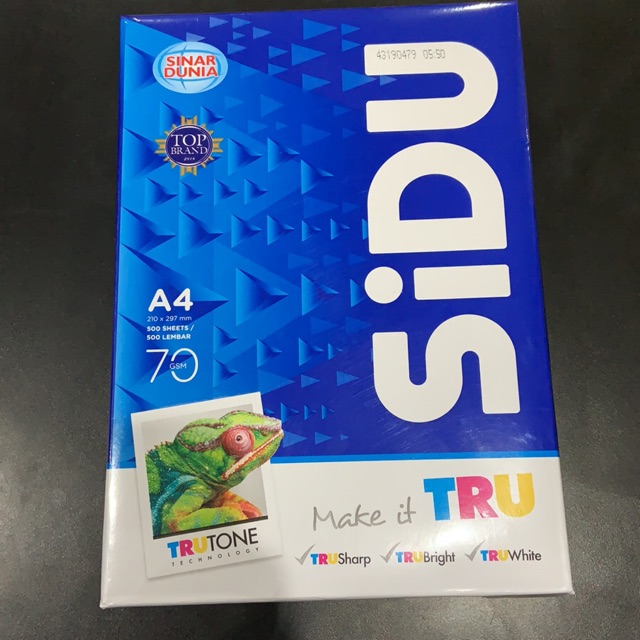 43190479 05:50
SINAR
DUNIA
TOP
BRAND
SiDU
A4
210 x 297 mm
500 SHEETS /
500 LEMBAR
70
GSM
Make it TRU
TRUTONE
TECHNOLOGY
TRUSharp TRUBright TRUWhite